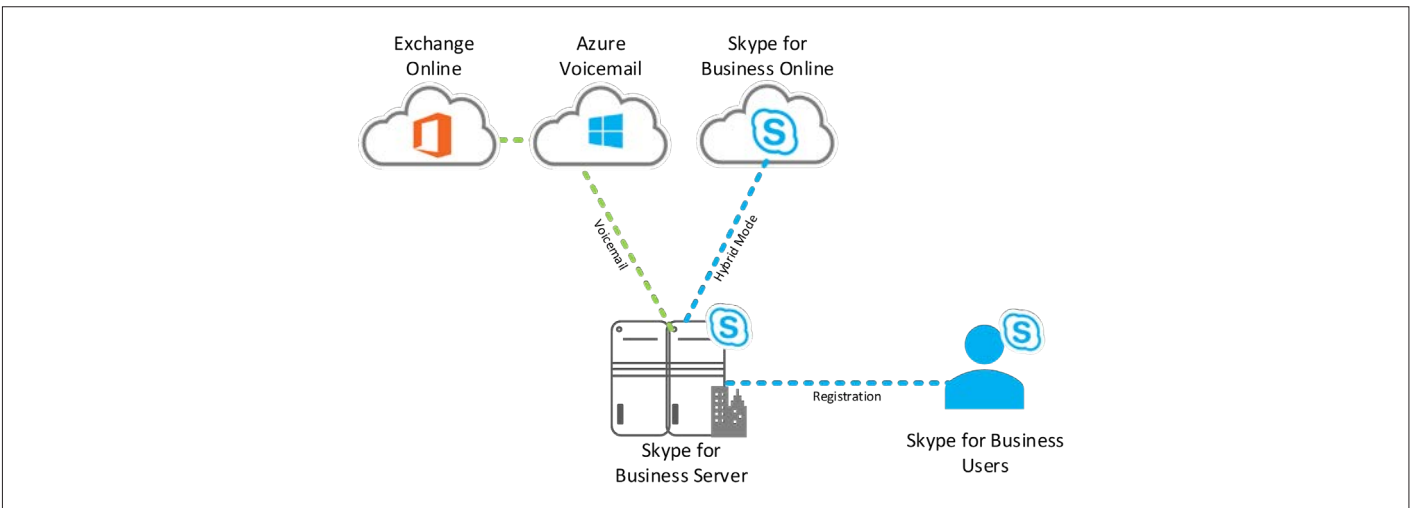 Exchange
Online
Azure
Voicemail
Skype for
Business Online
Voicemail
Hybrid Mode
Registration
Skype for
Business Server
Skype for Business
Users